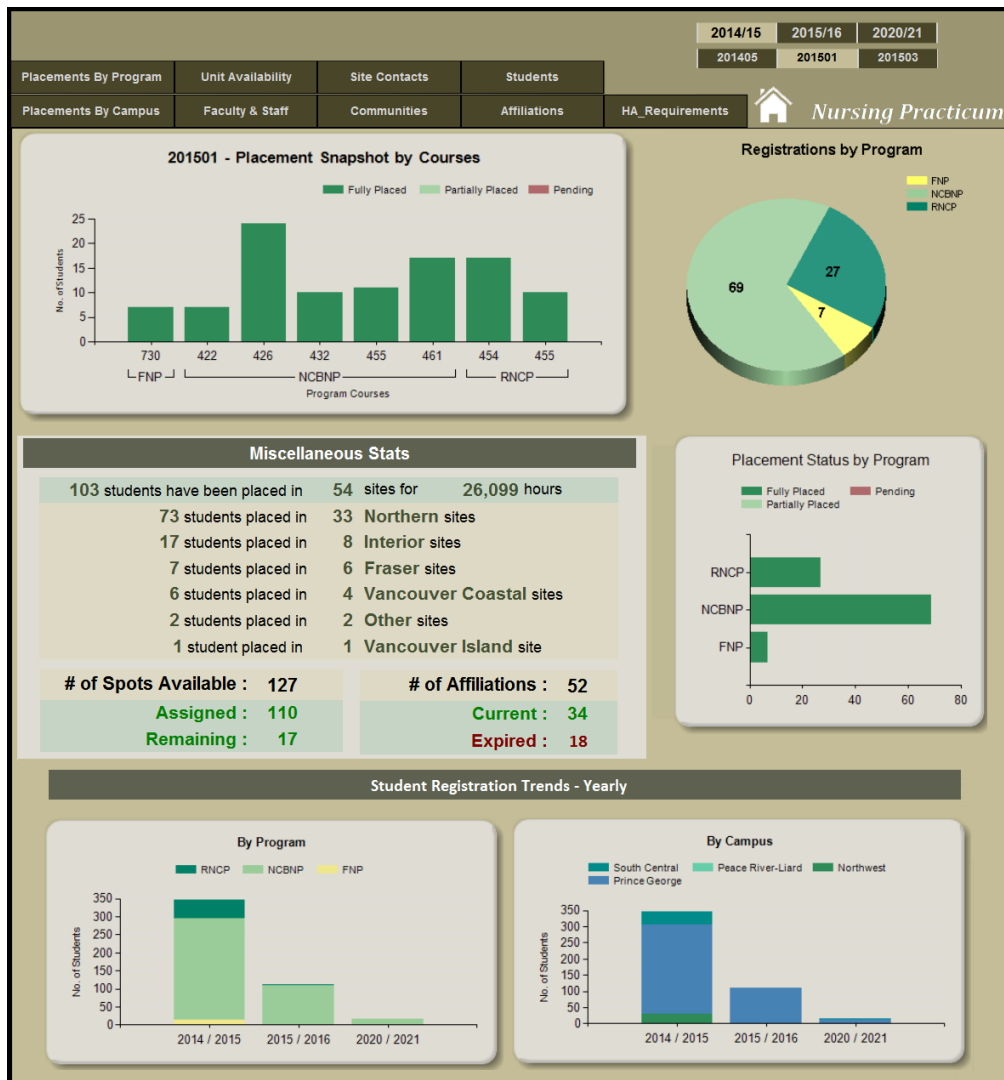 2014/15 2015/16 2020/21
201405 201501 201503
Placements By Program Unit Availability Site Contacts Students
Placements By Campus Faculty & Staff Communities Affiliations HA_Requirements Nursing Practicum
201501 - Placement Snapshot by Courses
Fully Placed Partially Placed Pending
No. of Students
25
20
15
10
5
0
730 422 426 432 455 461 454 455
FNP NCBNP RNCP
Program Courses
Registrations by Program
FNP
NCBNP
RNCP
69 27
7
Miscellaneous Stats
103 students have been placed in 54 sites for 26,099 hours
73 students placed in 33 Northern sites
17 students placed in 8 Interior sites
7 students placed in 6 Fraser sites
6 students placed in 4 Vancouver Coastal sites
2 students placed in 2 Other sites
1 student placed in 1 Vancouver Island site
# of Spots Available : 127
Assigned : 110
Remaining : 17
# of Affiliations : 52
Current : 34
Expired : 18
Placement Status by Program
Fully Placed Pending
Partially Placed
RNCP
NCBNP
FNP
0 20 40 60 80
Student Registration Trends - Yearly
By Program
RNCP NCBNP FNP
No. of Students
350
300
250
200
150
100
50
0
2014 / 2015 2015 / 2016 2020 / 2021
By Campus
South Central Peace River-Liard Northwest
Prince George
No. of Students
350
300
250
200
150
100
50
0
2014 / 2015 2015 / 2016 2020 / 2021